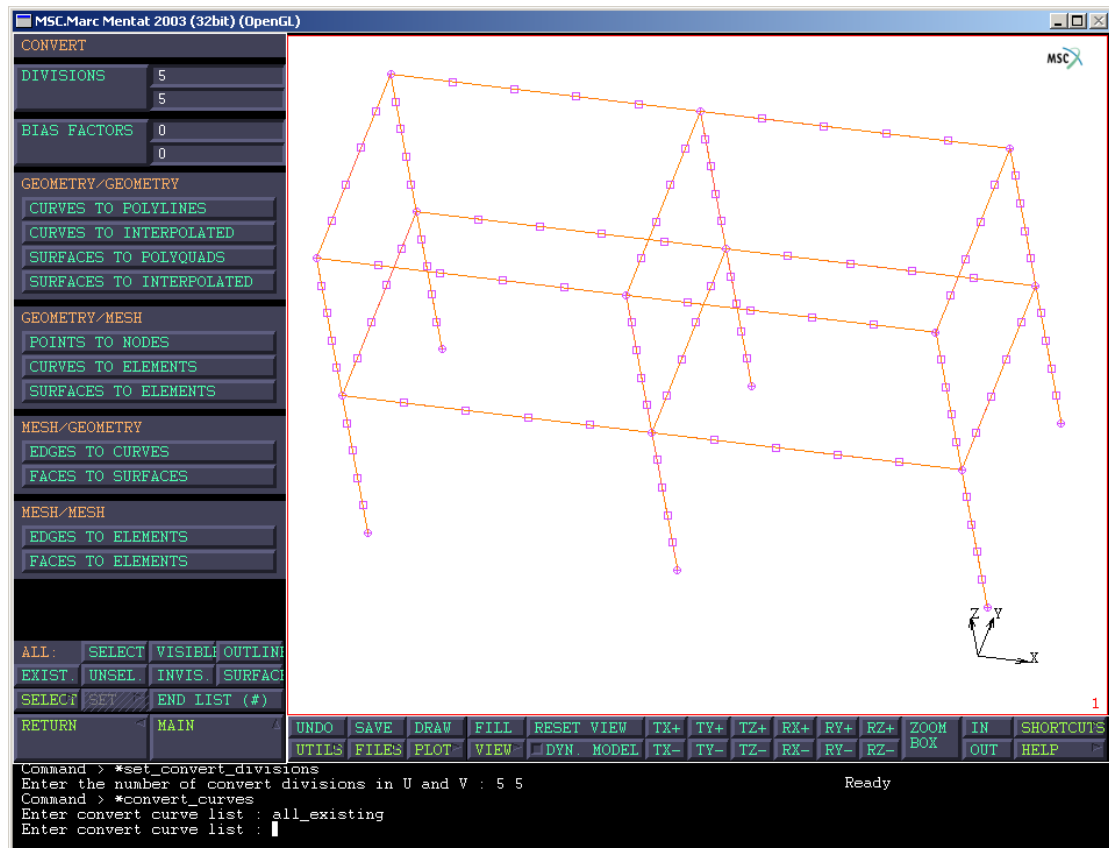 MSC.Marc Mentat 2003 (32bit) (OpenGL)
CONVERT
DIVISIONS 5
5
BIAS FACTORS 0
0
GEOMETRY/GEOMETRY
CURVES TO POLYLINES
CURVES TO INTERPOLATED
SURFACES TO POLYQUADS
SURFACES TO INTERPOLATED
GEOMETRY/MESH
POINTS TO NODES
CURVES TO ELEMENTS
SURFACES TO ELEMENTS
MESH/GEOMETRY
EDGES TO CURVES
FACES TO SURFACES
MESH/MESH
EDGES TO ELEMENTS
FACES TO ELEMENTS
ALL: SELECT VISIBLE OUTLINE
EXIST. UNSEL. INVIS. SURFACE
SELECT SET END LIST (#)
RETURN MAIN
MSC
Z Y
X
1
UNDO SAVE DRAW FILL RESET VIEW TX+ TY+ TZ+ RX+ RY+ RZ+ ZOOM BOX IN SHORTCUTS
UTILS FILES PLOT VIEW DYN. MODEL TX- TY- TZ- RX- RY- RZ- OUT HELP
Command > *set_convert_divisions
Enter the number of convert divisions in U and V : 5 5
Ready
Command > *convert_curves
Enter convert curve list : all_existing
Enter convert curve list :